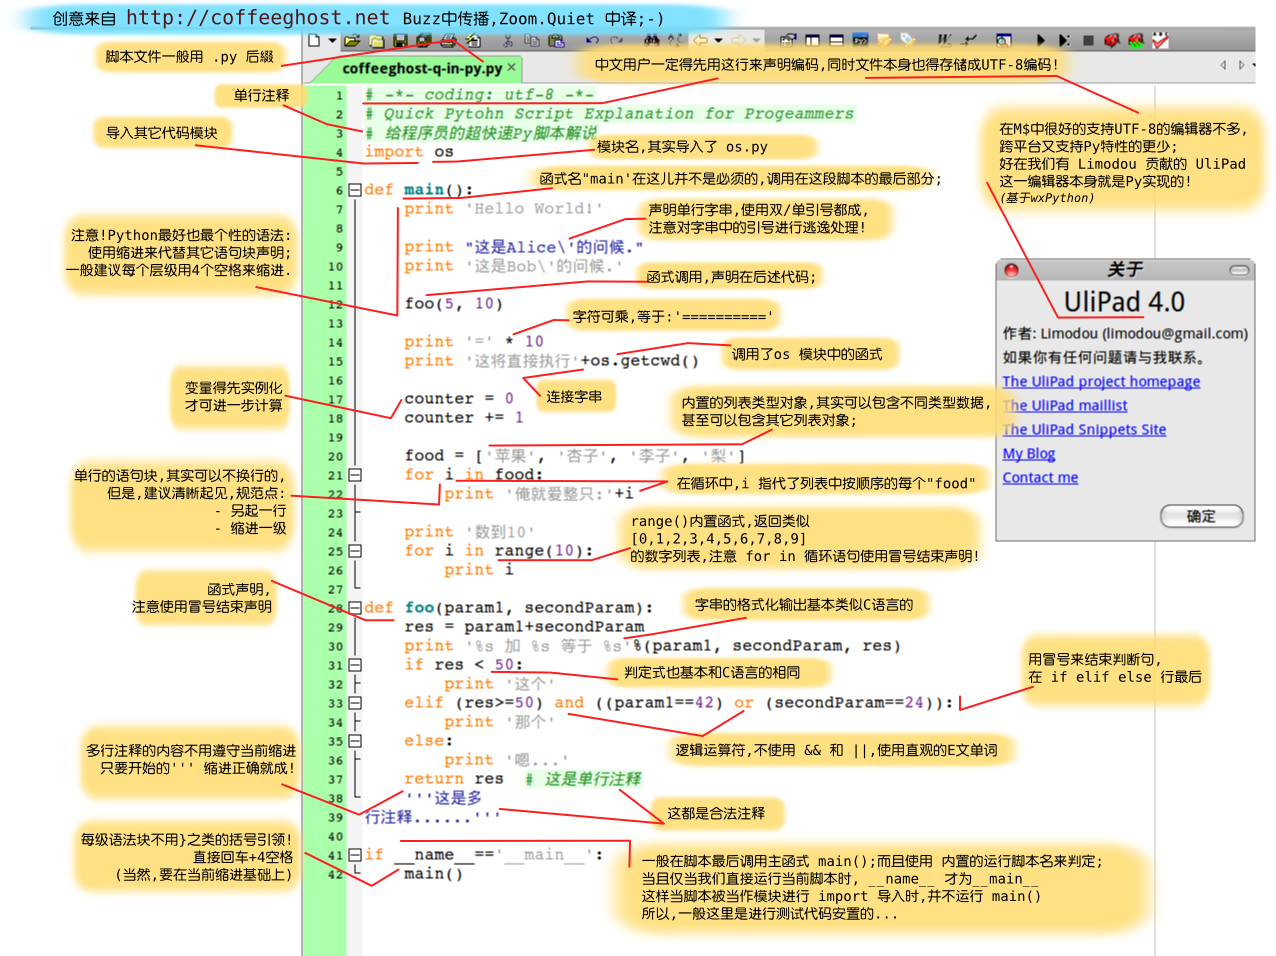 创意来自 http://coffeeghost.net Buzz中传播,Zoom.Quiet 中译;-)
脚本文件一般用 .py 后缀
coffeeghost-q-in-py.py
中文用户一定得先用这行来声明编码,同时文件本身也得存储成UTF-8编码!
单行注释
导入其它代码模块
1 # -*- coding: utf-8 -*-
2 # Quick Pytohn Script Explanation for Progeammers
3 # 给程序员的超快速Py脚本解说
4 import os
模块名,其实导入了 os.py
在M$中很好的支持UTF-8的编辑器不多,
跨平台又支持Py特性的更少;
好在我们有 Limodou 贡献的 UliPad
这一编辑器本身就是Py实现的!
(基于wxPython)
5
函式名"main'在这儿并不是必须的,调用在这段脚本的最后部分;
6 def main():
7 print 'Hello World!'
声明单行字串,使用双/单引号都成,
注意对字串中的引号进行逃逸处理!
8
9 print "这是Alice\'的问候."
10 print '这是Bob\'的问候.'
注意!Python最好也最个性的语法:
使用缩进来代替其它语句块声明;
一般建议每个层级用4个空格来缩进.
函式调用,声明在后述代码;
11
12 foo(5, 10)
字符可乘,等于:'=========='
13
14 print '=' * 10
15 print '这将直接执行'+os.getcwd()
调用了os 模块中的函式
16
连接字串
变量得先实例化
才可进一步计算
17 counter = 0
18 counter += 1
内置的列表类型对象,其实可以包含不同类型数据,
甚至可以包含其它列表对象;
19
20 food = ['苹果', '杏子', '李子', '梨']
21 for i in food:
22 print '俺就爱整只:'+i
在循环中,i 指代了列表中按顺序的每个"food"
单行的语句块,其实可以不换行的,
但是,建议清晰起见,规范点:
- 另起一行
- 缩进一级
23
24 print '数到10'
25 for i in range(10):
26 print i
range()内置函式,返回类似
[0,1,2,3,4,5,6,7,8,9]
的数字列表,注意 for in 循环语句使用冒号结束声明!
27
函式声明,
注意使用冒号结束声明
28 def foo(param1, secondParam):
29 res = param1+secondParam
30 print '%s 加 %s 等于 %s'%(param1, secondParam, res)
字串的格式化输出基本类似C语言的
31 if res < 50:
32 print '这个'
判定式也基本和C语言的相同
33 elif (res>=50) and ((param1==42) or (secondParam==24)):
34 print '那个'
用冒号来结束判断句,
在 if elif else 行最后
35 else:
36 print '嗯...'
逻辑运算符,不使用 && 和 ||,使用直观的E文单词
37 return res # 这是单行注释
38 '''这是多
39 行注释......'''
多行注释的内容不用遵守当前缩进
只要开始的''' 缩进正确就成!
这都是合法注释
40
41 if __name__=='__main__':
42 main()
每级语法块不用}之类的括号引领!
直接回车+4空格
(当然,要在当前缩进基础上)
一般在脚本最后调用主函式 main();而且使用 内置的运行脚本名来判定;
当且仅当我们直接运行当前脚本时, __name__ 才为__main__
这样当脚本被当作模块进行 import 导入时,并不运行 main()
所以,一般这里是进行测试代码安置的...
关于
UliPad 4.0
作者: Limodou (limodou@gmail.com)
如果你有任何问题请与我联系。
The UliPad project homepage
The UliPad maillist
The UliPad Snippets Site
My Blog
Contact me
确定